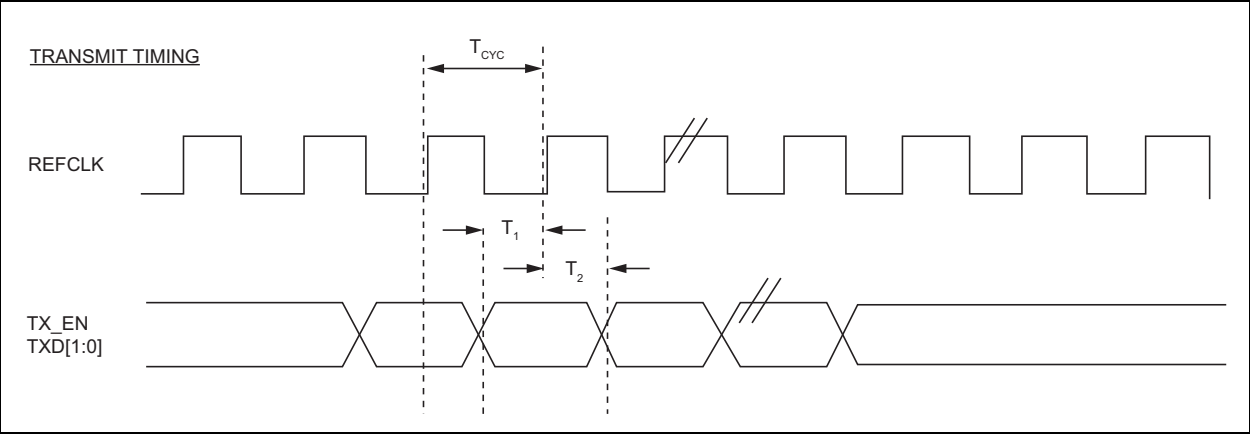 TRANSMIT TIMING
TCYC
REFCLK
T1
T2
TX_EN
TXD[1:0]